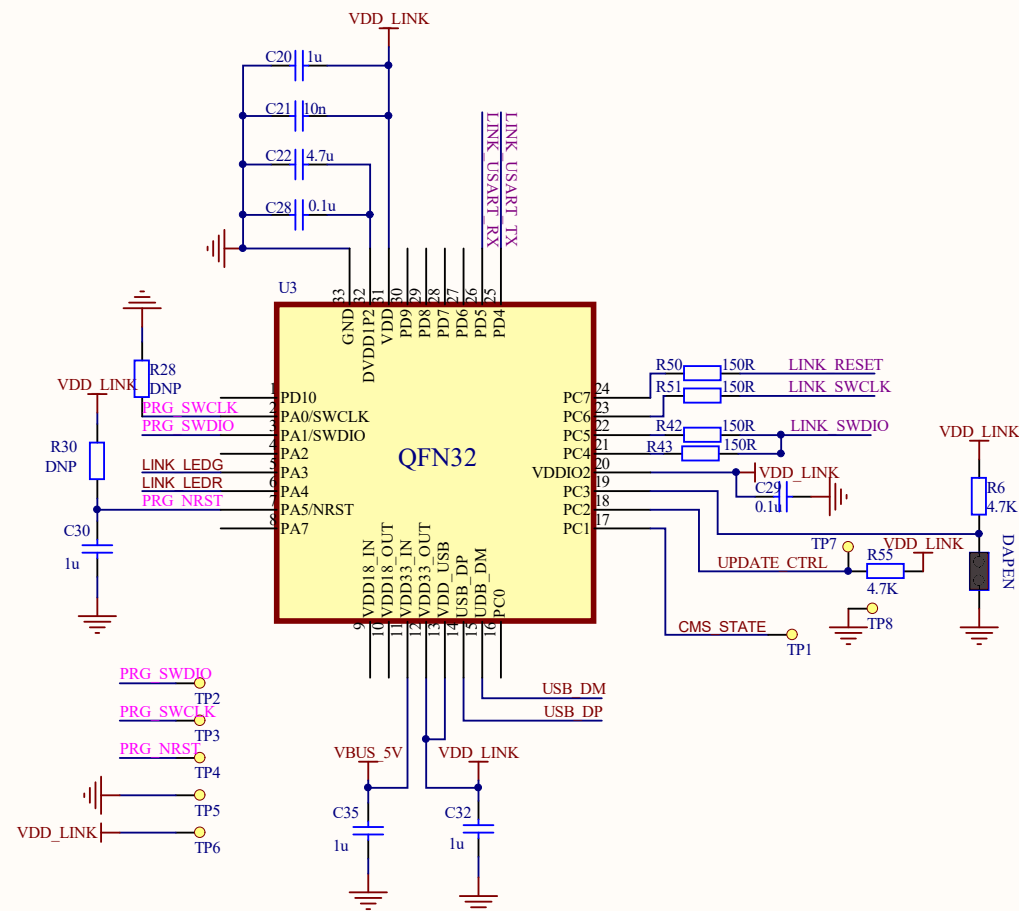 VDD_LINK
C20 1u
C21 10n
C22 4.7u
C28 0.1u
LINK_USART_RX
LINK_USART_TX
U3
33
32
31
30
29
28
27
26
25
GND
DVDD1P2
VDD
PD9
PD8
PD7
PD6
PD5
PD4
R28
DNP
VDD_LINK
PRG_SWCLK
PRG_SWDIO
R30
DNP
LINK_LEDG
LINK_LEDR
PRG_NRST
C30
1u
1 PD10
2 PA0/SWCLK
3 PA1/SWDIO
4 PA2
5 PA3
6 PA4
7 PA5/NRST
8 PA7
QFN32
PC7 24
PC6 23
PC5 22
PC4 21
VDDIO2 20
PC3 19
PC2 18
PC1 17
R50 150R LINK_RESET
R51 150R LINK_SWCLK
R42 150R LINK_SWDIO
R43 150R
VDD_LINK
C29
0.1u
VDD_LINK
R6
4.7K
DAPEN
TP7
VDD_LINK
UPDATE_CTRL
R55
4.7K
TP8
CMS_STATE
TP1
VDD18_IN
VDD18_OUT
VDD33_IN
VDD33_OUT
VDD_USB
USB_DP
UDB_DM
PC0
9
10
11
12
13
14
15
16
USB_DM
USB_DP
PRG_SWDIO
TP2
PRG_SWCLK
TP3
PRG_NRST
TP4
TP5
VDD_LINK
TP6
VBUS_5V
C35
1u
VDD_LINK
C32
1u